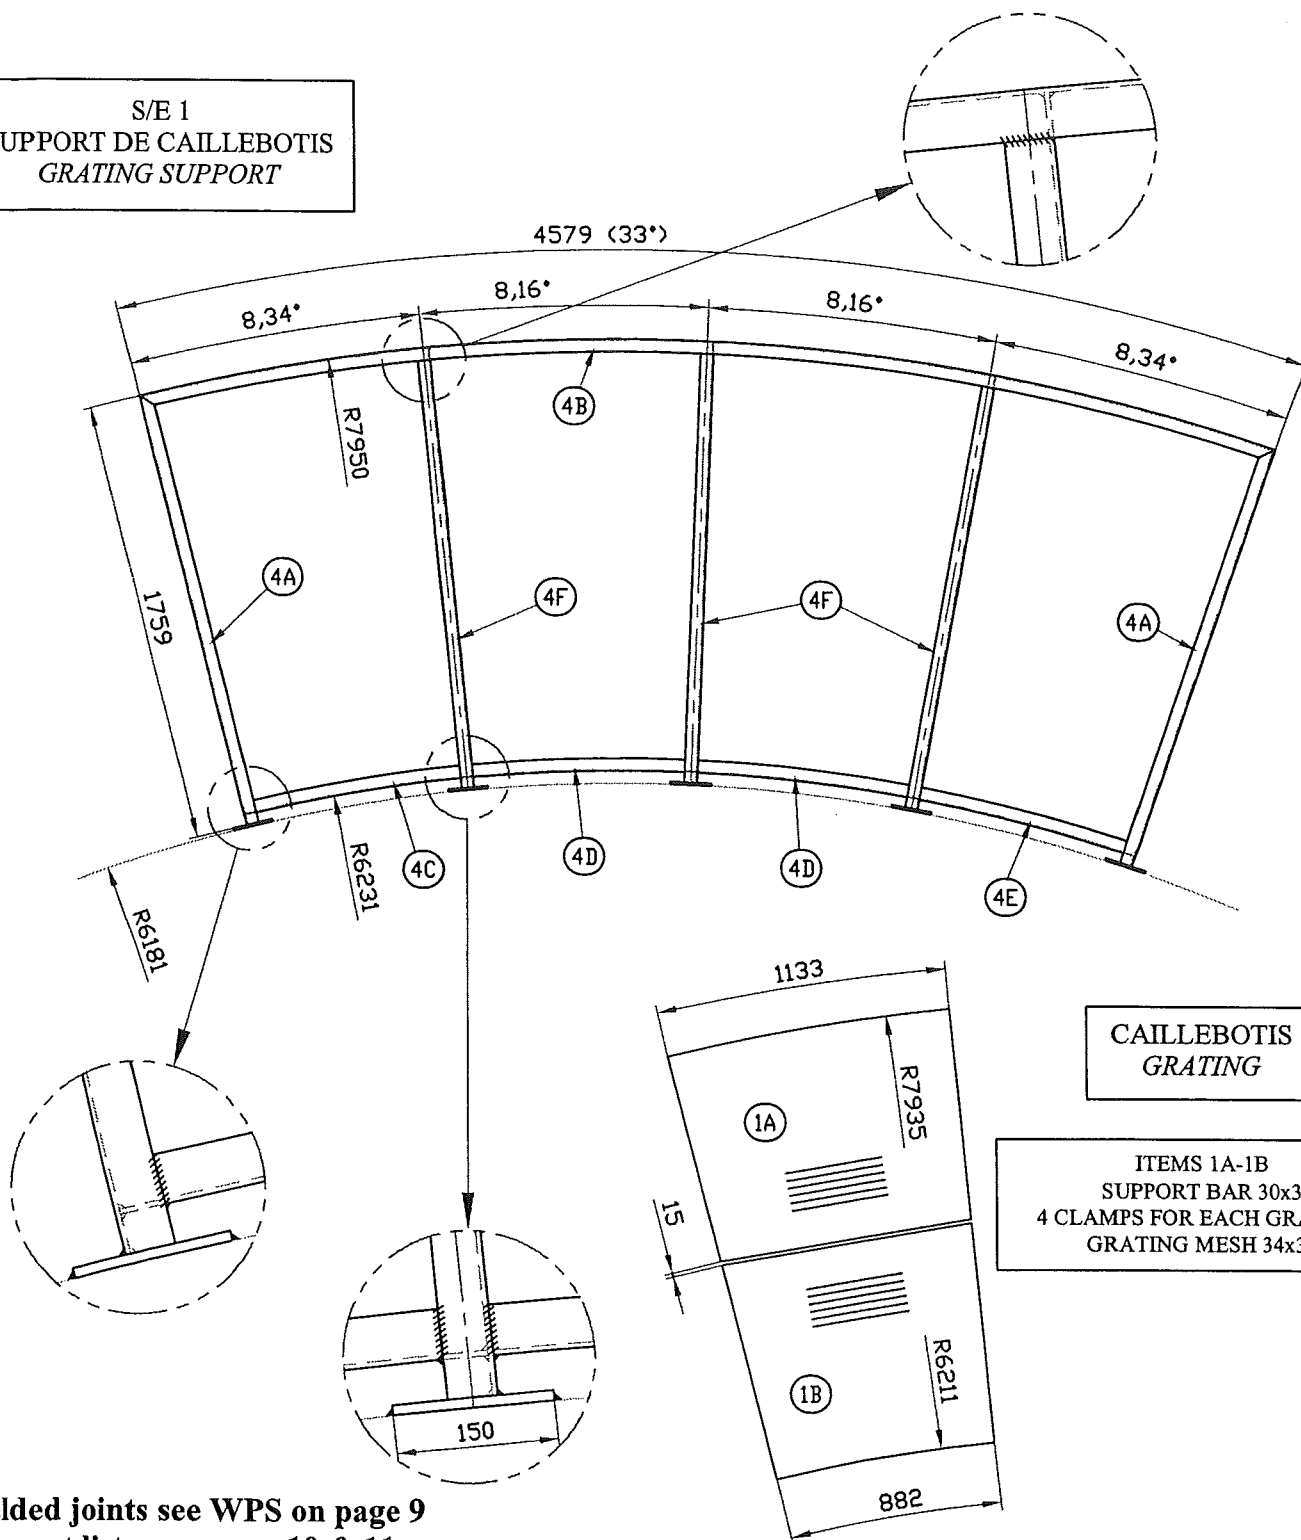 S/E 1
UPPORT DE CAILLEBOTIS
GRATING SUPPORT
4579 (33°)
8,34°
8,16°
8,16°
8,34°
R7950
4B
1759
4A
4F
4F
4A
R6181
R6231
4C
4D
4D
4E
1133
CAILLEBOTIS
GRATING
R7935
1A
ITEMS 1A-1B
SUPPORT BAR 30x3
4 CLAMPS FOR EACH GRA
GRATING MESH 34x3
15
R6211
1B
150
882
lded joints see WPS on page 9